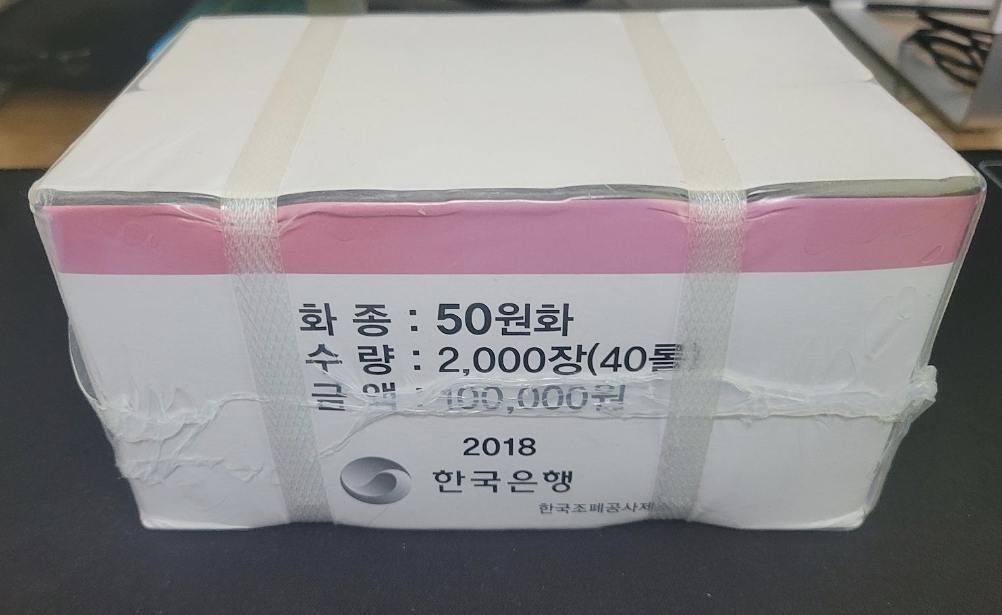 화 종 : 50원화
수 량 : 2,000장(40롤)
금 액 : 100,000원
2018
한국은행
한국조폐공사제